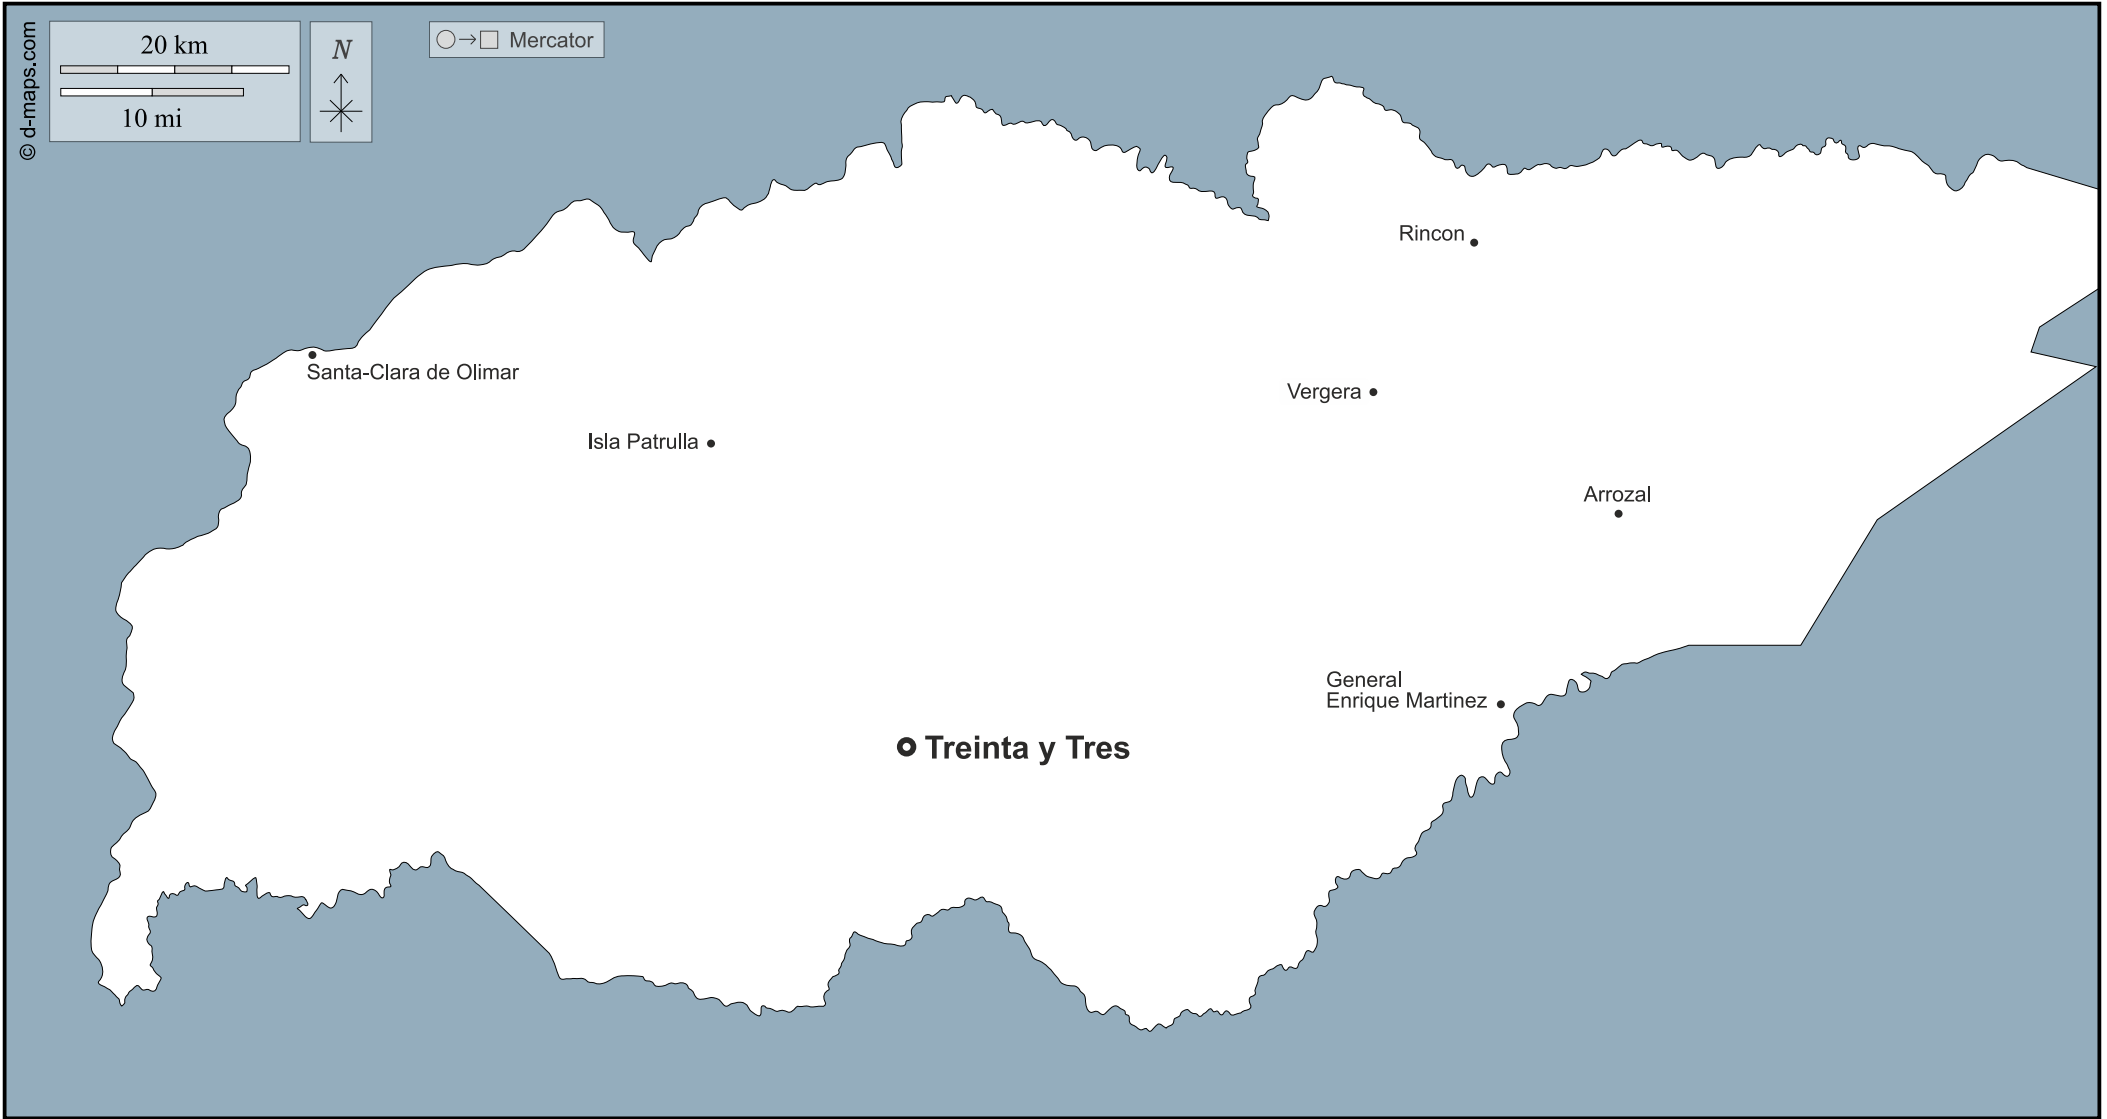 © d-maps.com
20 km
10 mi
N
Mercator
Rincon
Santa-Clara de Olimar
Vergera
Isla Patrulla
Arrozal
General
Enrique Martinez
Treinta y Tres